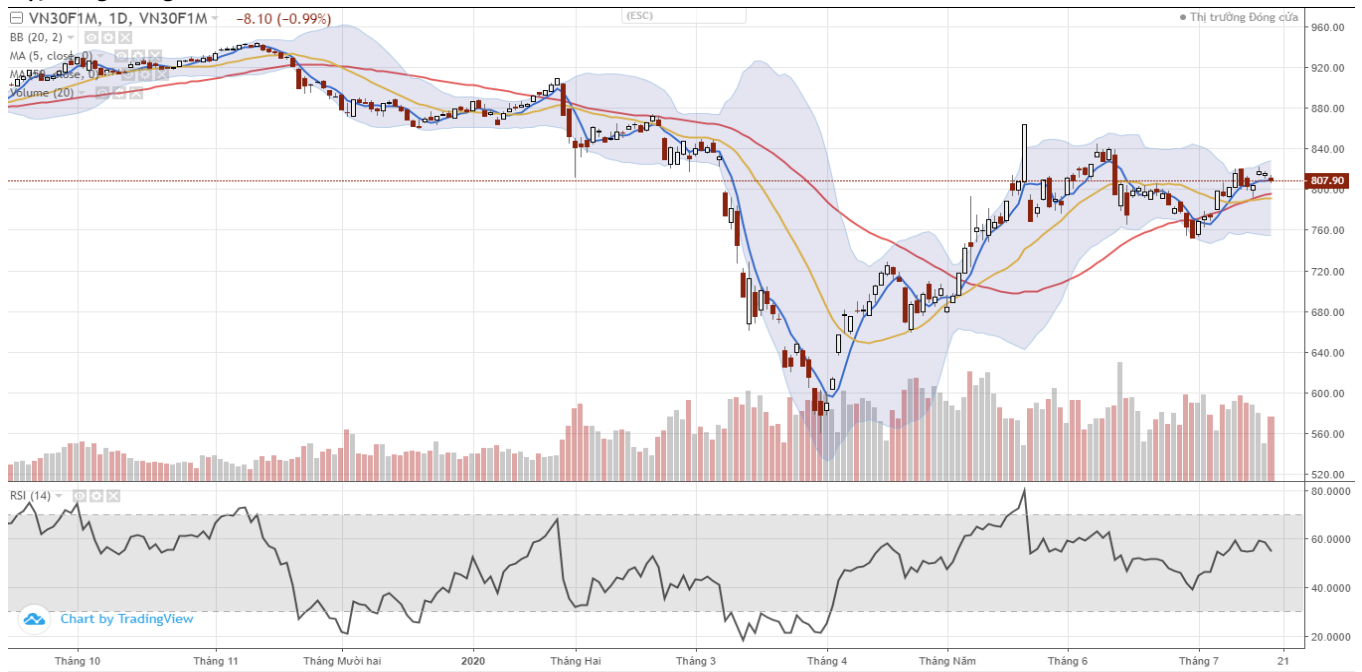 VN30F1M, 1D, VN30F1M −8.10 (−0.99%)
(ESC)
Thị trường Đóng cửa
BB (20, 2)
MA (5, close, 0)
close, 0)
Volume (20)
960.00
920.00
880.00
840.00
807.90
800.00
760.00
720.00
680.00
640.00
600.00
560.00
520.00
RSI (14)
80.0000
60.0000
40.0000
20.0000
Chart by TradingView
Tháng 10 Tháng 11 Tháng Mười hai 2020 Tháng Hai Tháng 3 Tháng 4 Tháng Năm Tháng 6 Tháng 7 21